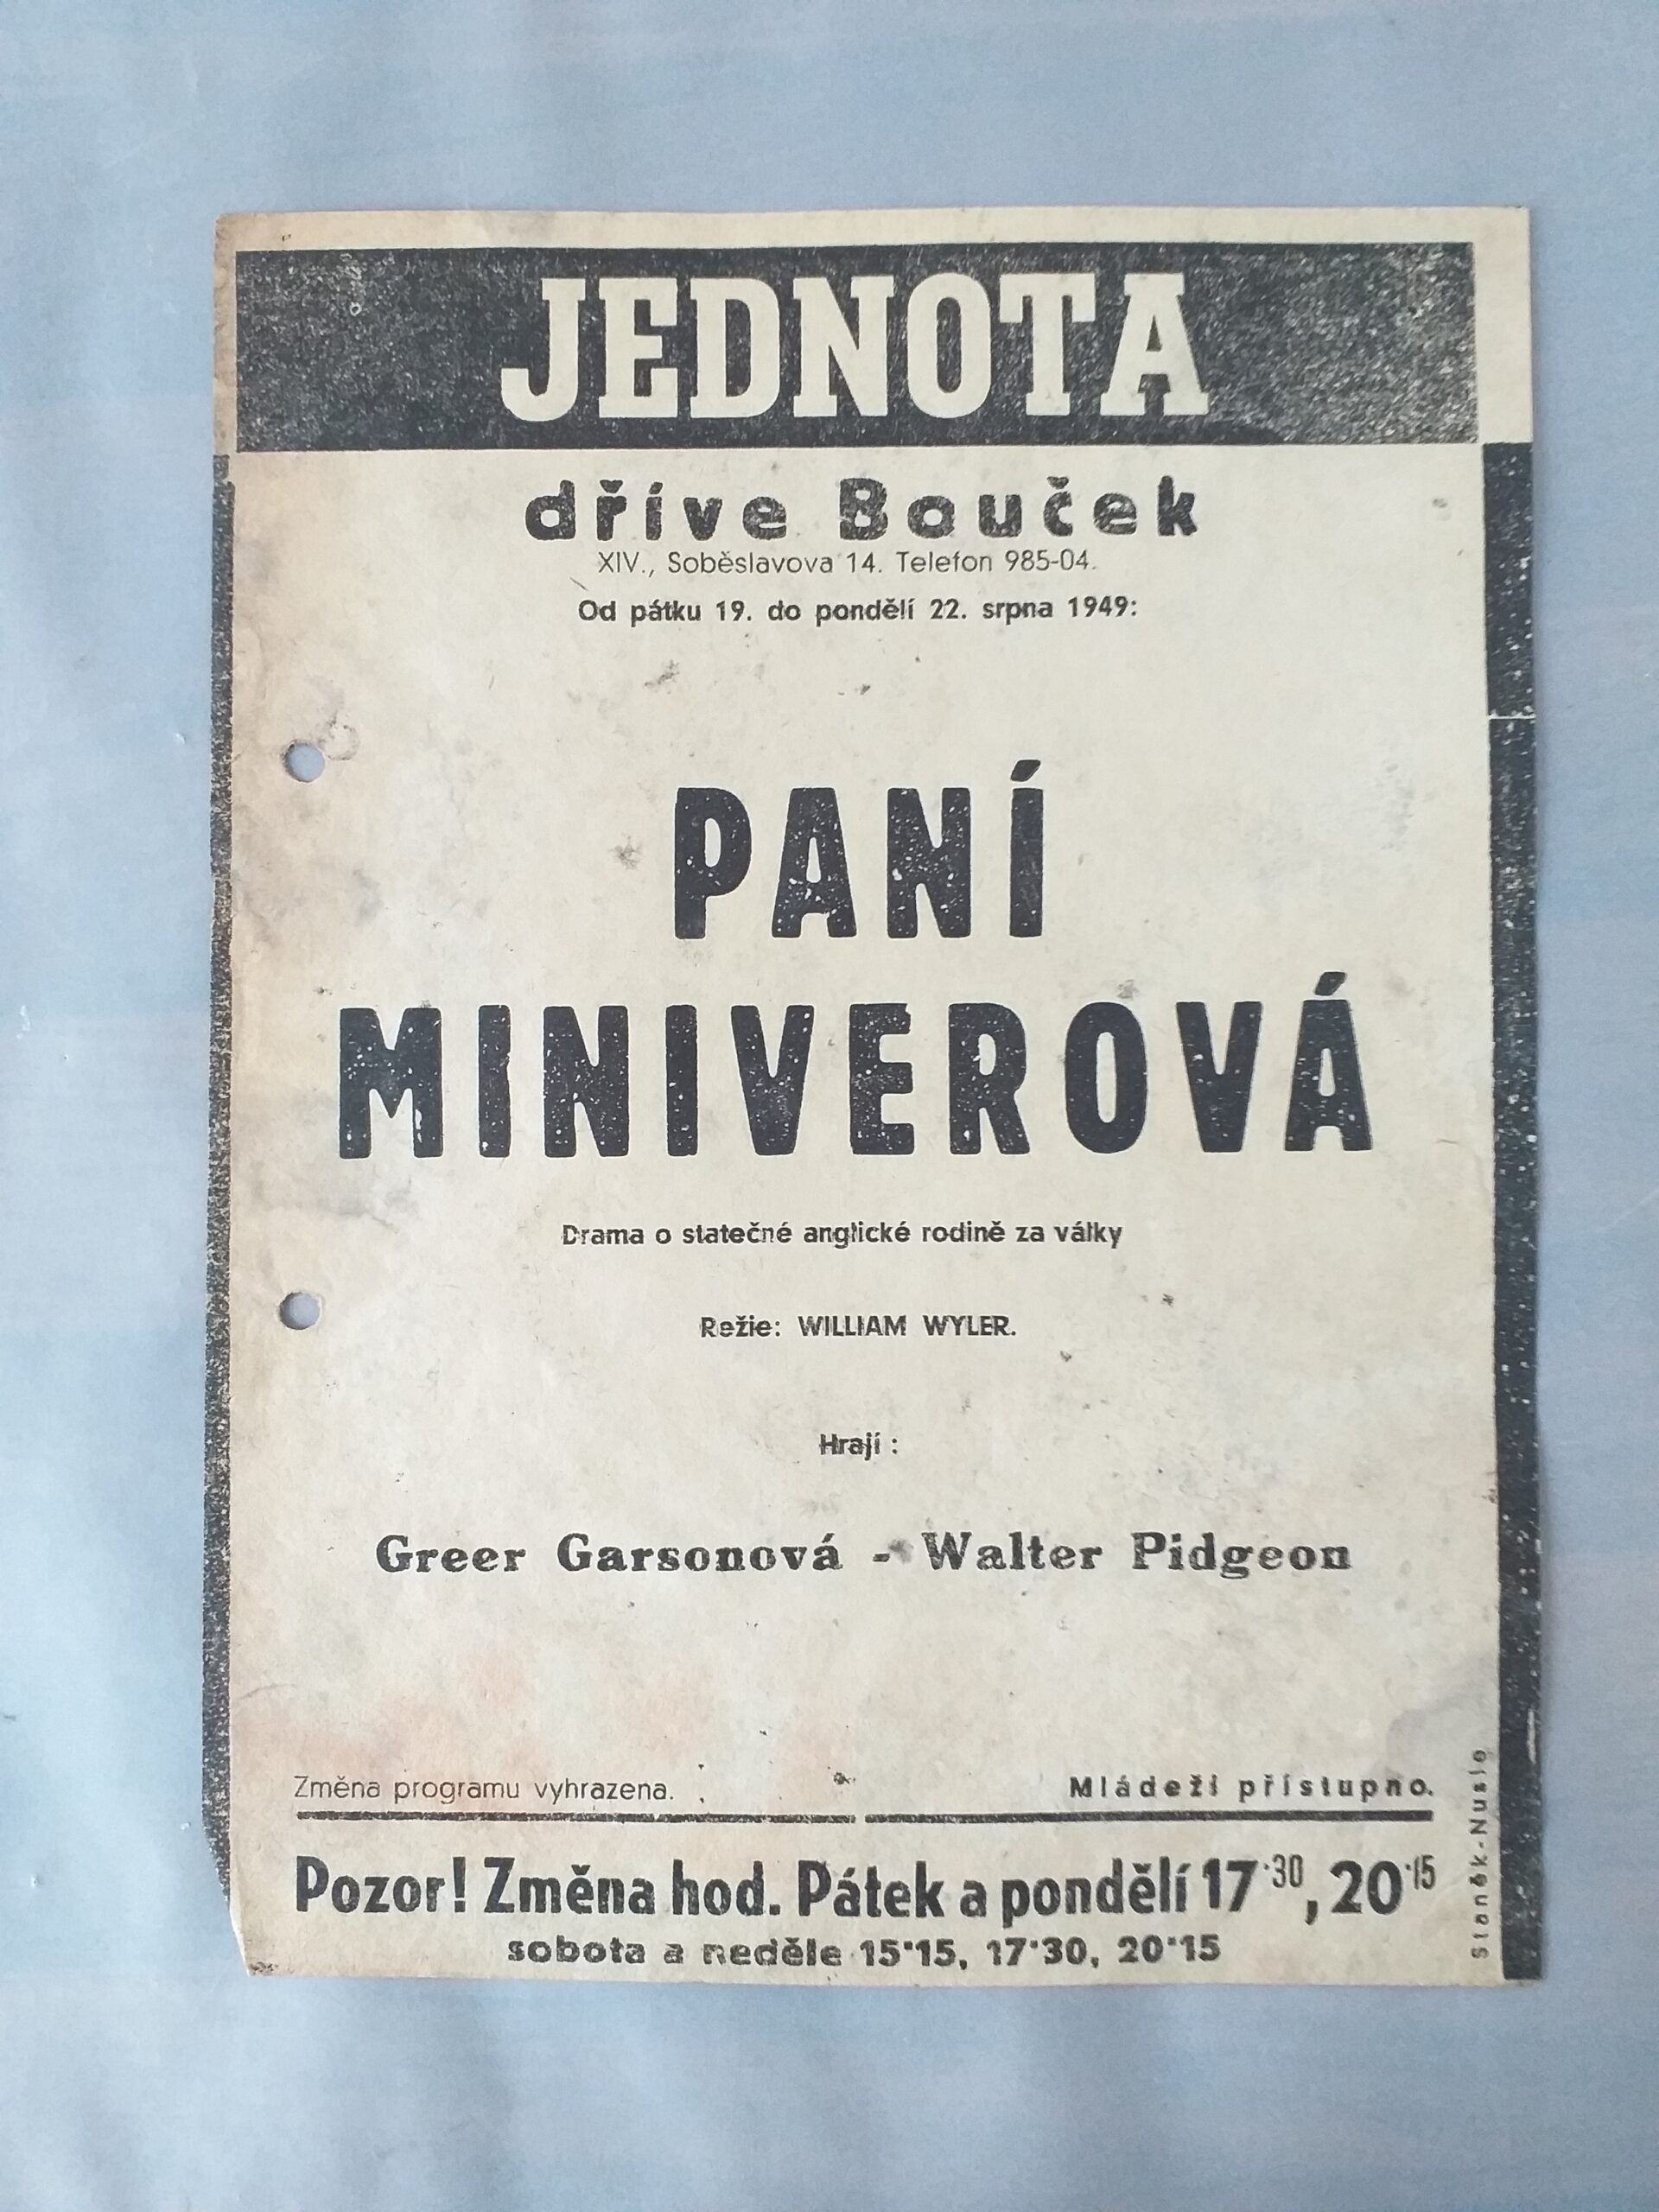 JEDNOTA
dříve Bouček
XIV., Soběslavova 14. Telefon 985-04.
Od pátku 19. do pondělí 22. srpna 1949:
PANÍ
MINIVEROVÁ
Drama o statečné anglické rodině za války
Režie: WILLIAM WYLER.
Hrají :
Greer Garsonová - Walter Pidgeon
Změna programu vyhrazena.
Mládeži přístupno.
Pozor! Změna hod. Pátek a pondělí 17·30, 20·15
sobota a neděle 15·15, 17·30, 20·15
Staněk-Nusle